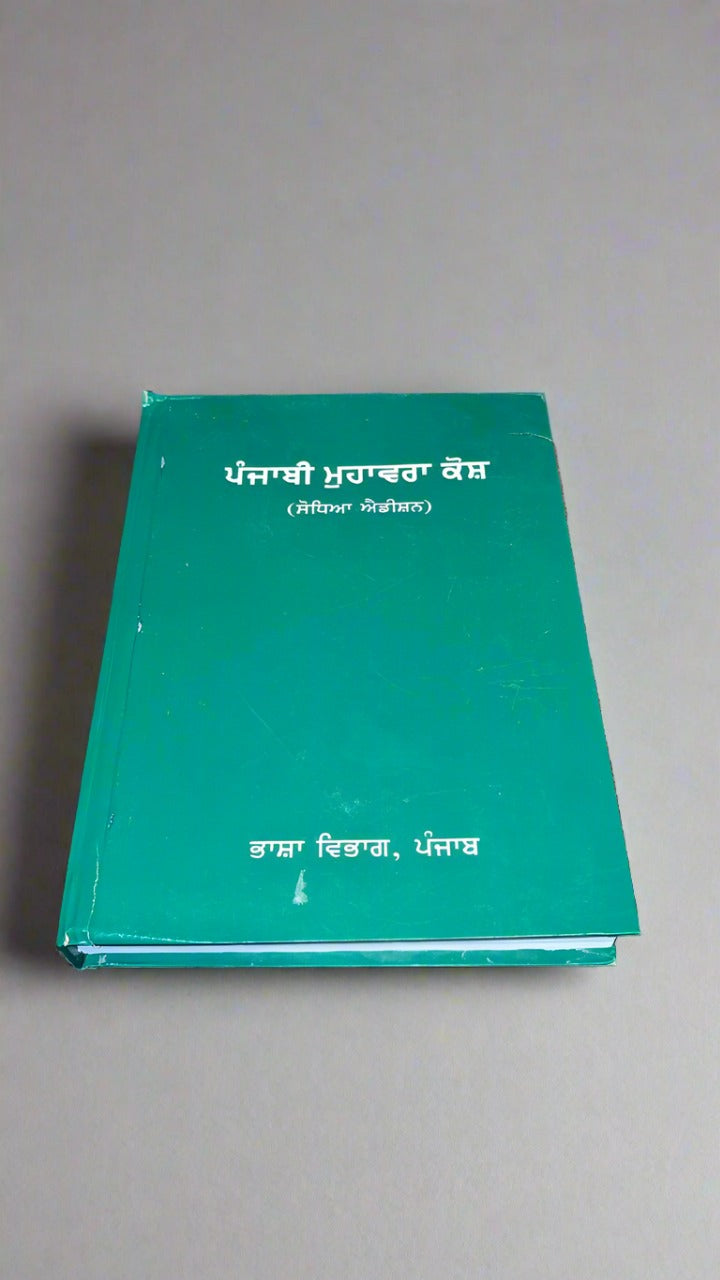 ਪੰਜਾਬੀ ਮੁਹਾਵਰਾ ਕੋਸ਼
(ਸੋਧਿਆ ਐਡੀਸ਼ਨ)
ਭਾਸ਼ਾ ਵਿਭਾਗ, ਪੰਜਾਬ